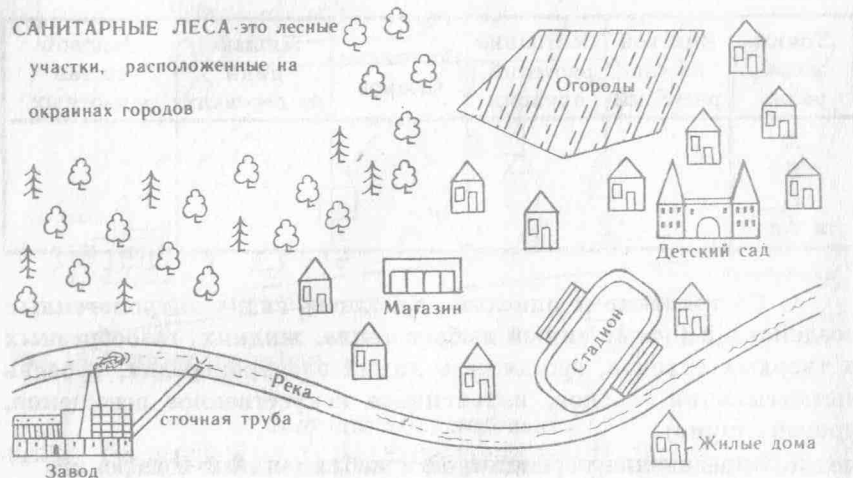 САНИТАРНЫЕ ЛЕСА-это лесные
участки, расположенные на
окраинах городов
Огороды
Детский сад
Магазин
Стадион
Река
сточная труба
Жилые дома
Завод